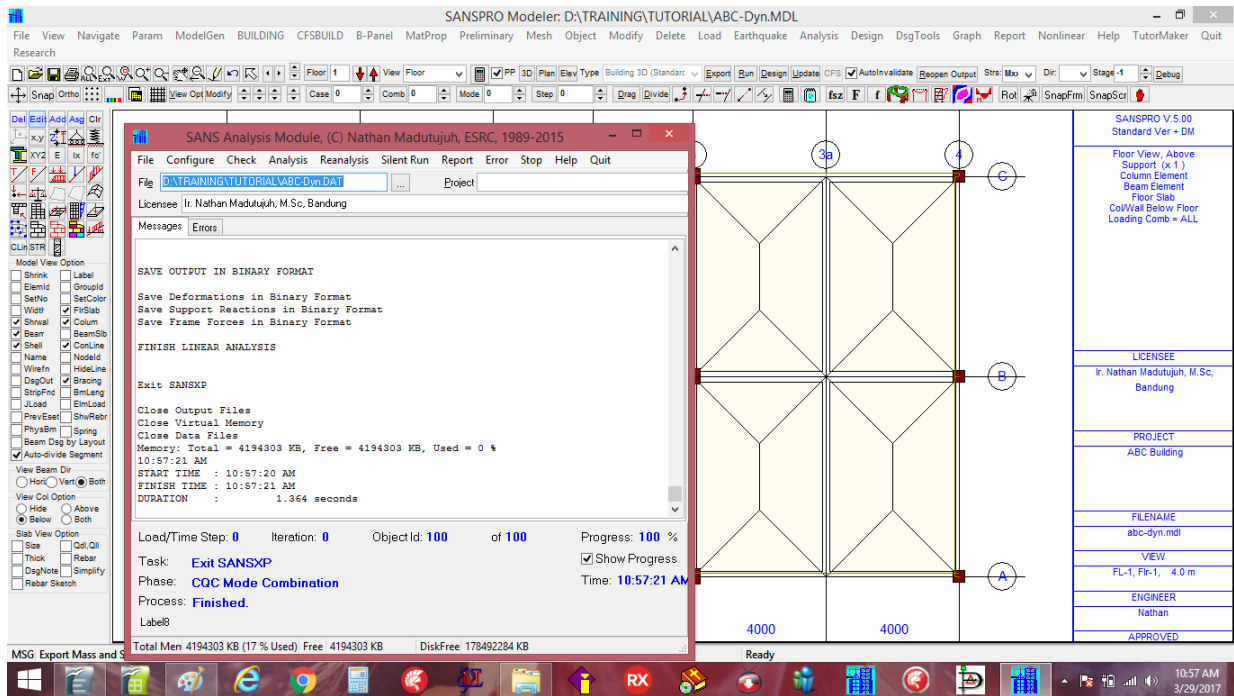 SANSPRO Modeler: D:\TRAINING\TUTORIAL\ABC-Dyn.MDL
File View Navigate Param ModelGen BUILDING CFSBUILD B-Panel MatProp Preliminary Mesh Object Modify Delete Load Earthquake Analysis Design DsgTools Graph Report Nonlinear Help TutorMaker Quit
Research
Floor 1 View Floor PP 3D Plan Elev Type Building 3D (Standarc Export Run Design Update CFS AutoInvalidate Reopen Output Strs: Mxx Dir: Stage -1 Debug
Snap Ortho View Opt Modify Case 0 Comb 0 Mode 0 Step 0 Drag Divide fsz F f Rot SnapFrm SnapScr
Del Edit Add Asg Clr
x.y
XYZ E Ix fc'
CLin STR
Model View Option
Shrink Label
ElemId GroupId
SetNo SetColor
Width FlrSlab
Shrwal Colum
Beam BeamSlb
Shell ConLine
Name NodeId
Wirefn HideLine
DsgOut Bracing
StripFnd BmLeng
JLoad ElmLoad
PrevEset ShwRebr
PhysBm Spring
Beam Dsg by Layout
Auto-divide Segment
View Beam Dir
Hori Vert Both
View Col Option
Hide Above
Below Both
Slab View Option
Size Qdl,Qll
Thick Rebar
DsgNote Simplify
Rebar Sketch
SANS Analysis Module, (C) Nathan Madutujuh, ESRC, 1989-2015
File Configure Check Analysis Reanalysis Silent Run Report Error Stop Help Quit
File D:\TRAINING\TUTORIAL\ABC-Dyn.DAT ... Project
Licensee Ir. Nathan Madutujuh, M.Sc, Bandung
Messages Errors
SAVE OUTPUT IN BINARY FORMAT
Save Deformations in Binary Format
Save Support Reactions in Binary Format
Save Frame Forces in Binary Format
FINISH LINEAR ANALYSIS
Exit SANSXP
Close Output Files
Close Virtual Memory
Close Data Files
Memory: Total = 4194303 KB, Free = 4194303 KB, Used = 0 %
10:57:21 AM
START TIME : 10:57:20 AM
FINISH TIME : 10:57:21 AM
DURATION : 1.364 seconds
Load/Time Step: 0 Iteration: 0 Object Id: 100 of 100 Progress: 100 %
Task: Exit SANSXP Show Progress
Phase: CQC Mode Combination Time: 10:57:21 AM
Process: Finished.
Label8
Total Mem 4194303 KB (17 % Used) Free 4194303 KB DiskFree 178492284 KB
3a 4
C
B
A
4000 4000
SANSPRO V.5.00
Standard Ver + DM
Floor View, Above
Support (x 1 )
Column Element
Beam Element
Floor Slab
Col/Wall Below Floor
Loading Comb = ALL
LICENSEE
Ir. Nathan Madutujuh, M.Sc,
Bandung
PROJECT
ABC Building
FILENAME
abc-dyn.mdl
VIEW
FL-1, Flr-1, 4.0 m
ENGINEER
Nathan
APPROVED
MSG Export Mass and S
Ready
RX
10:57 AM
3/29/2017